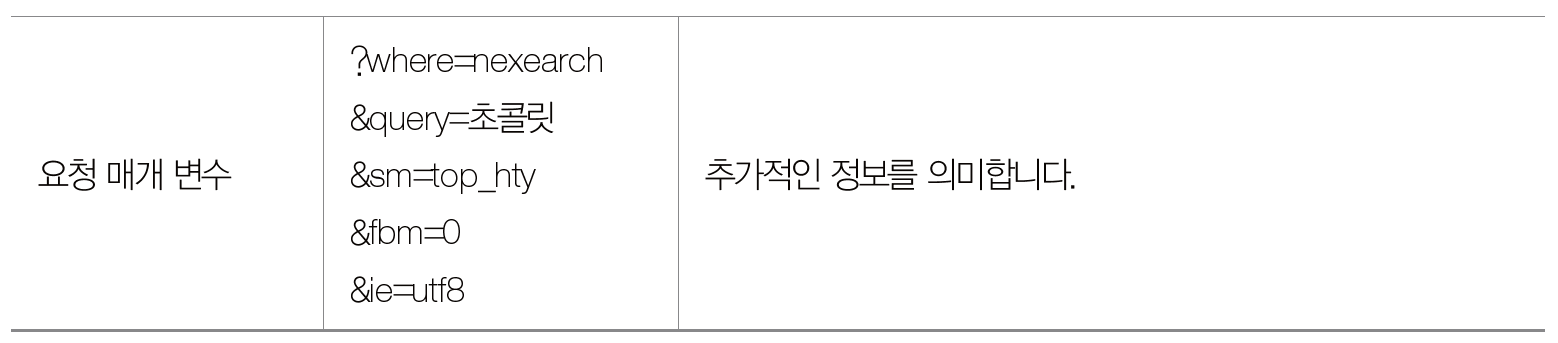 요청 매개 변수
?where=nexearch
&query=초콜릿
&sm=top_hty
&fbm=0
&ie=utf8
추가적인 정보를 의미합니다.